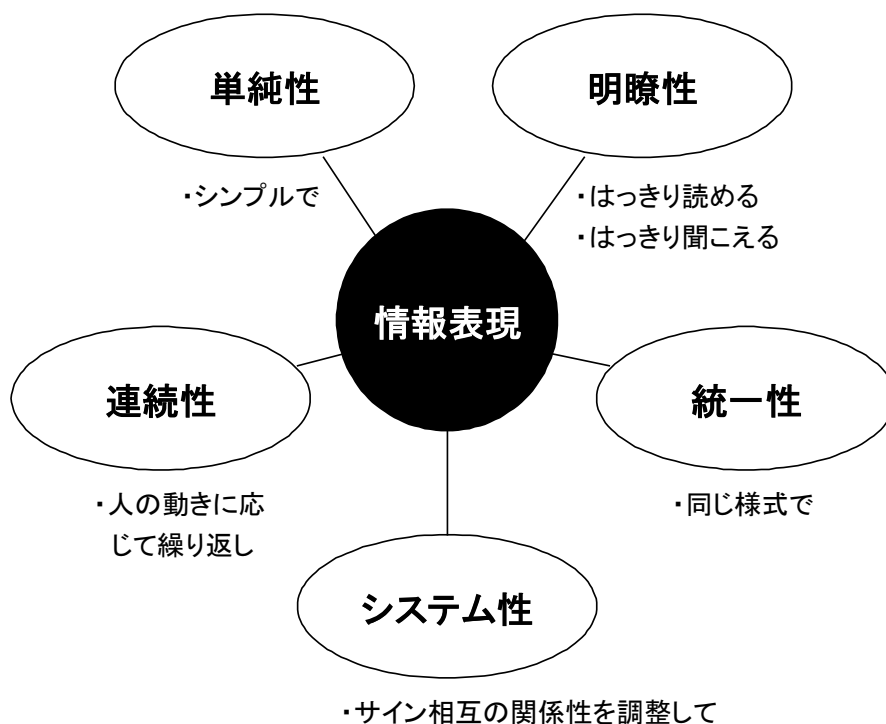 単純性
明瞭性
・シンプルで
・はっきり読める
・はっきり聞こえる
情報表現
連続性
統一性
・人の動きに応
じて繰り返し
・同じ様式で
システム性
・サイン相互の関係性を調整して